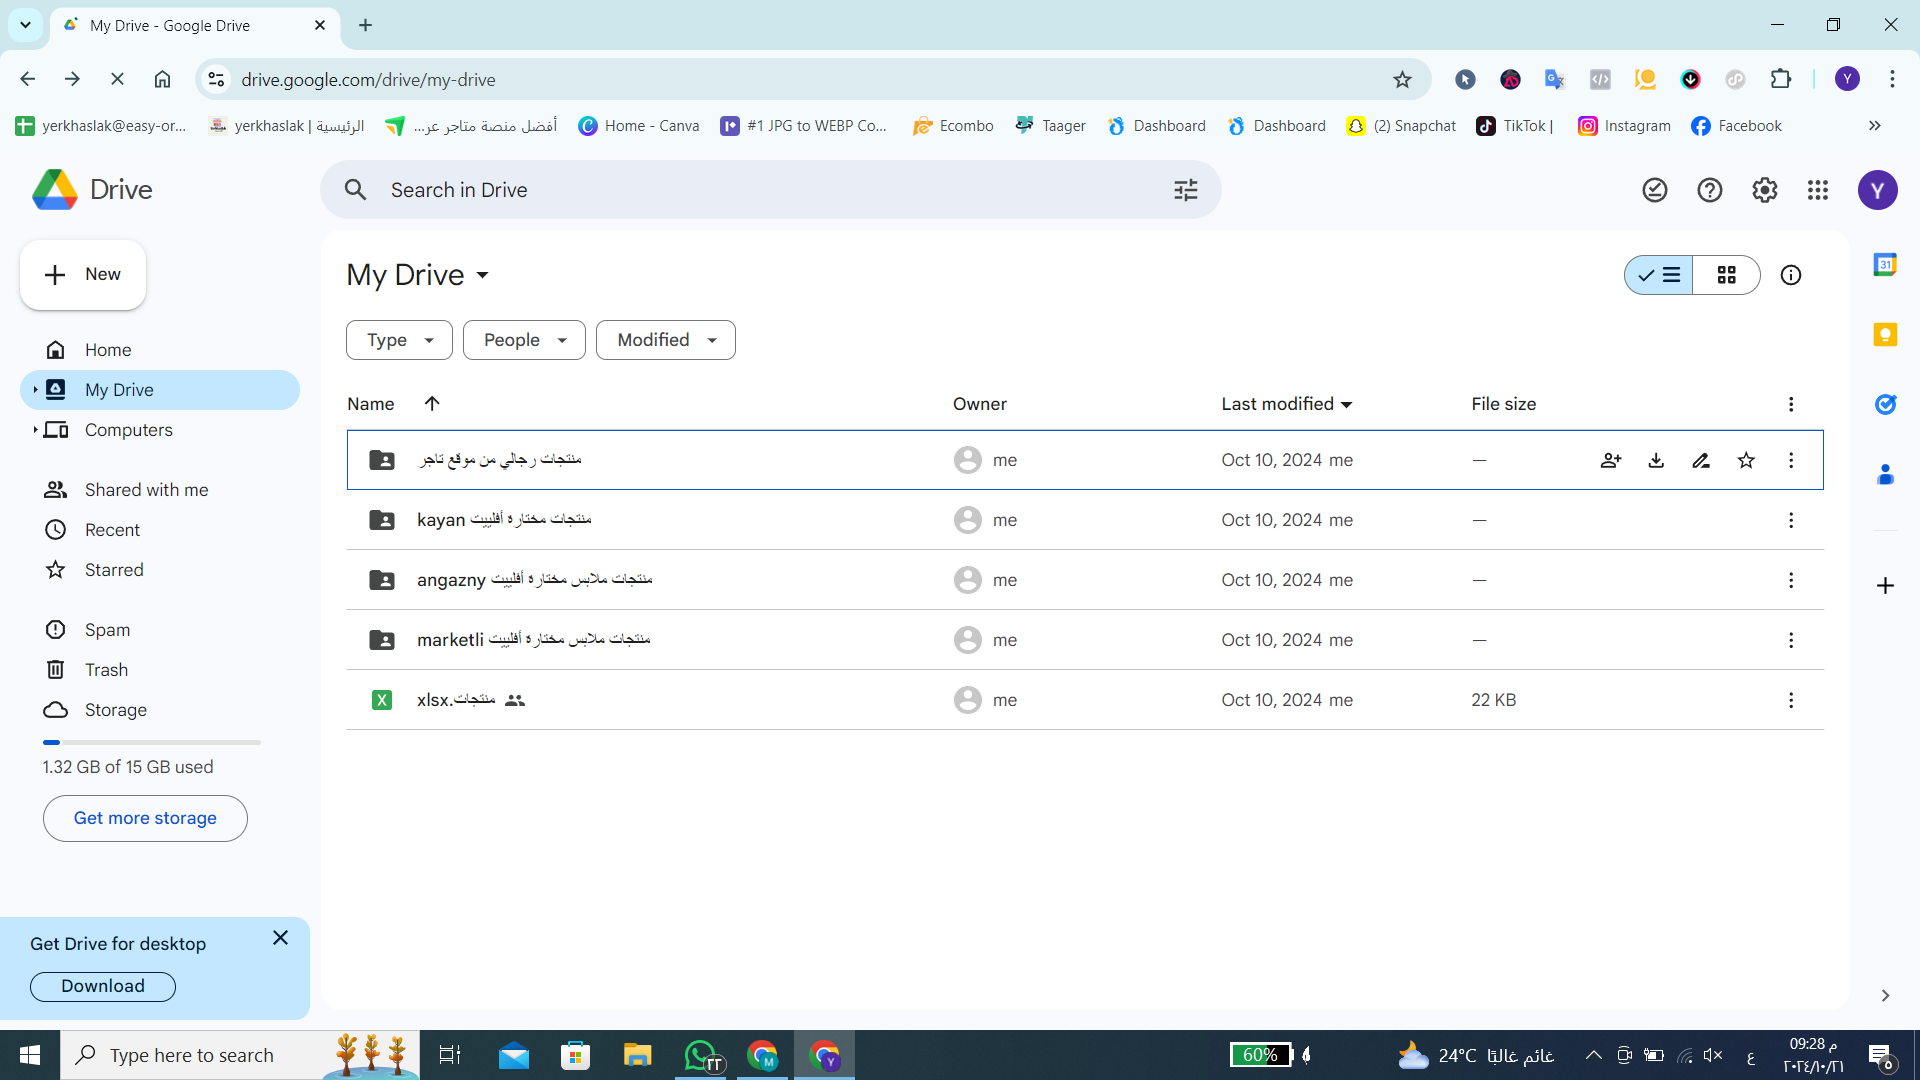 My Drive - Google Drive
drive.google.com/drive/my-drive
yerkhaslak@easy-or...
yerkhaslak | الرئيسية
أفضل منصة متاجر عر...
Home - Canva
#1 JPG to WEBP Co...
Ecombo
Taager
Dashboard
Dashboard
(2) Snapchat
TikTok |
Instagram
Facebook
Drive
Search in Drive
Y
New
My Drive
31
Type
People
Modified
Home
My Drive
Computers
Shared with me
Recent
Starred
Spam
Trash
Storage
1.32 GB of 15 GB used
Get more storage
Name
Owner
Last modified
File size
منتجات رجالي من موقع تاجر
me
Oct 10, 2024 me
—
kayan منتجات مختارة أفلييت
me
Oct 10, 2024 me
—
angazny منتجات ملابس مختارة أفلييت
me
Oct 10, 2024 me
—
marketli منتجات ملابس مختارة أفلييت
me
Oct 10, 2024 me
—
منتجات.xlsx
me
Oct 10, 2024 me
22 KB
Get Drive for desktop
Download
Type here to search
٢٢
M
Y
60%
24°C غائم غالبًا
ع
09:28 م
٢٠٢٤/١٠/٢١
٥